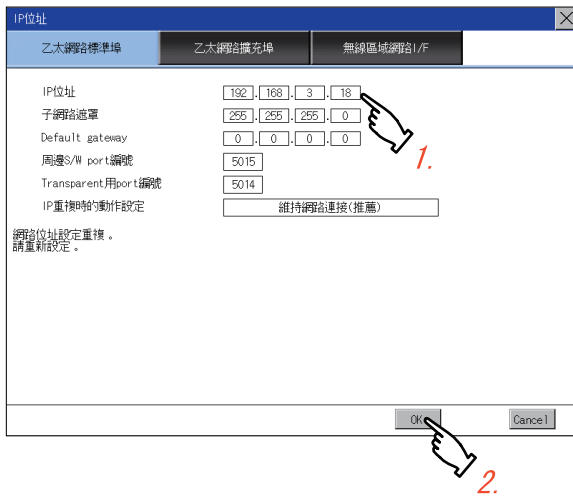 IP位址
乙太網路標準埠 乙太網路擴充埠 無線區域網路I/F
IP位址 192 . 168 . 3 . 18
子網路遮罩 255 . 255 . 255 . 0
Default gateway 0 . 0 . 0 . 0
周邊S/W port編號 5015
Transparent用port編號 5014
IP重複時的動作設定 維持網路連接(推薦)
網路位址設定重複。
請重新設定。
1.
OK Cancel
2.